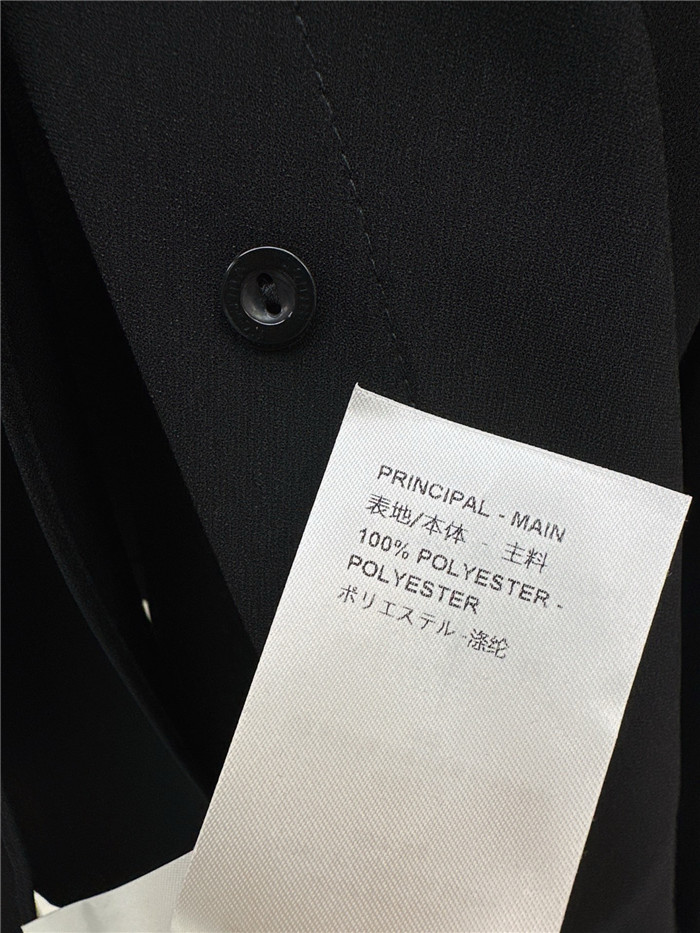 PRINCIPAL - MAIN
表地/本体 - 主料
100% POLYESTER -
POLYESTER
ポリエステル -涤纶